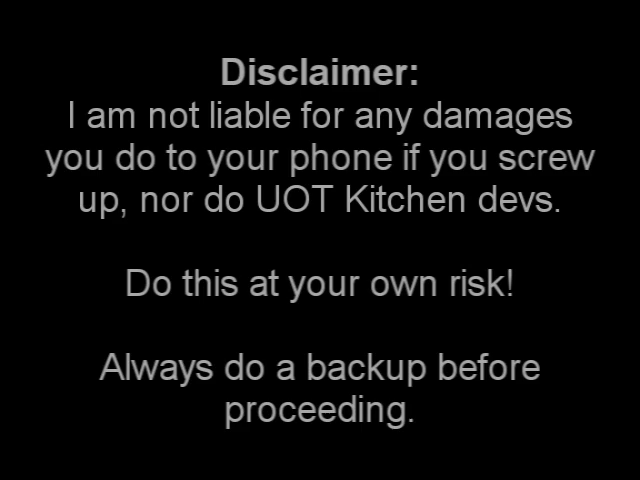 Disclaimer:
I am not liable for any damages
you do to your phone if you screw
up, nor do UOT Kitchen devs.
Do this at your own risk!
Always do a backup before
proceeding.